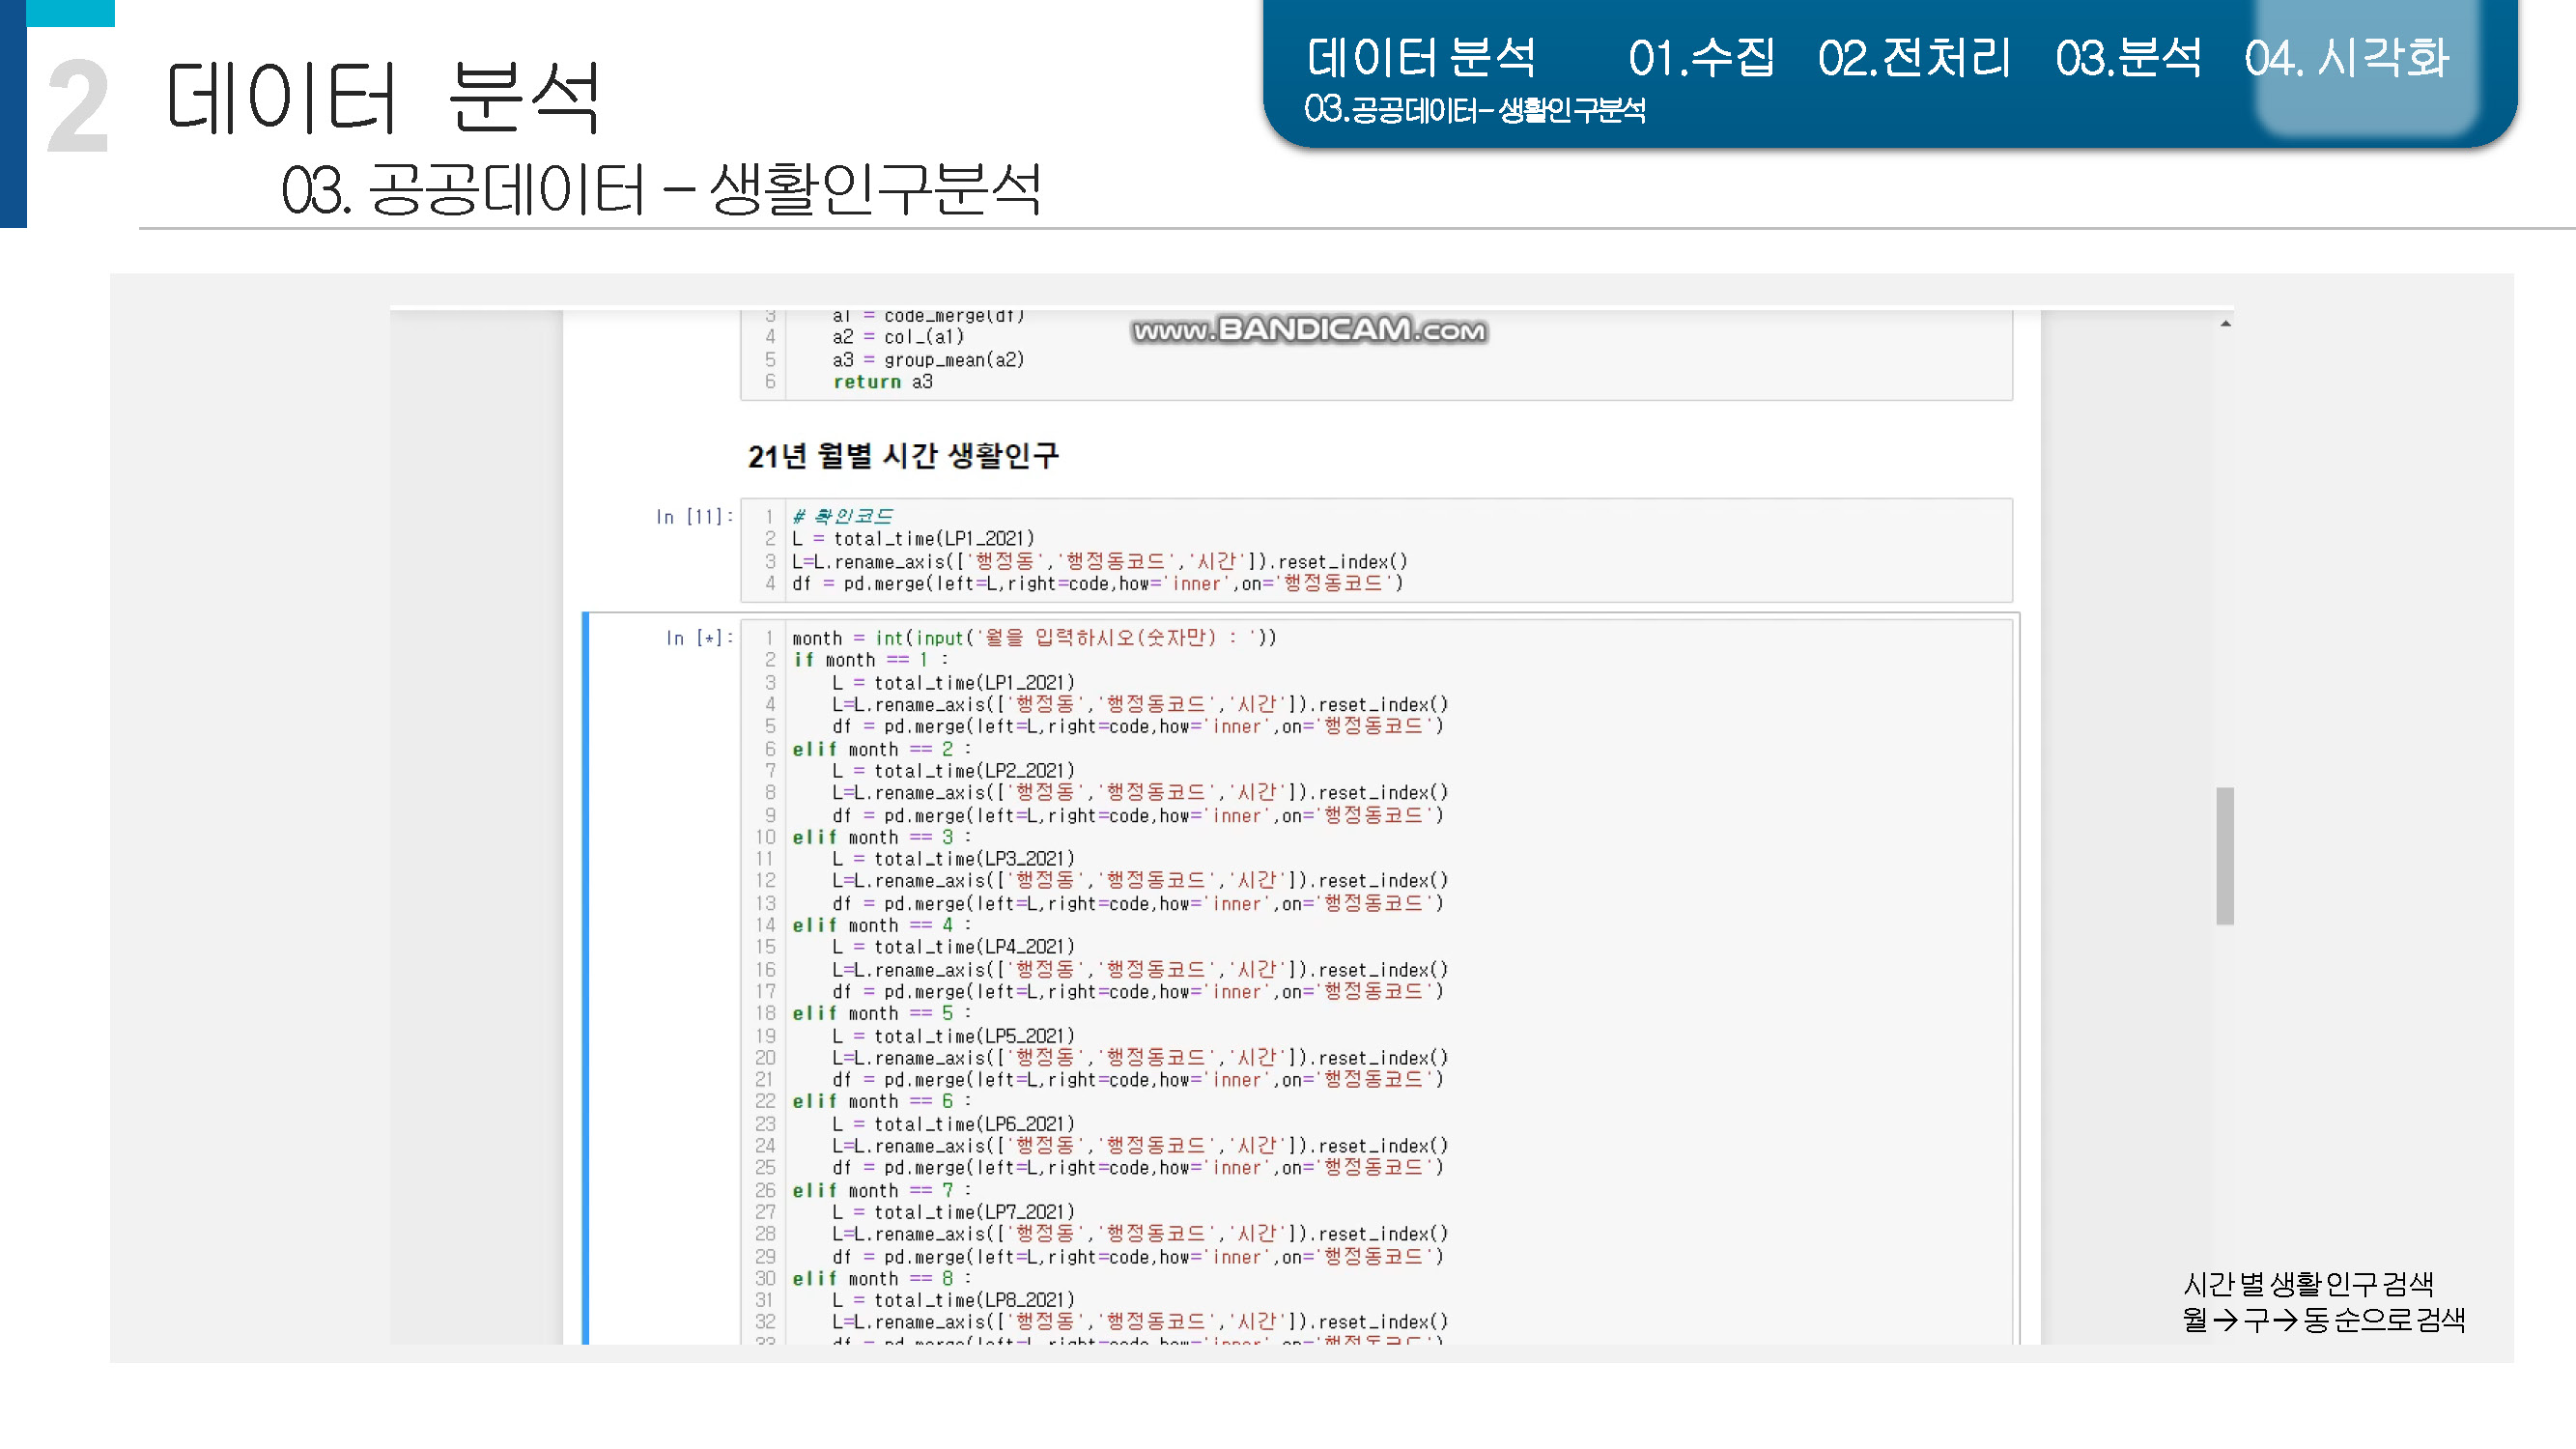 2 데이터 분석
03. 공공데이터 – 생활인구분석
데이터 분석 01.수집 02.전처리 03.분석 04. 시각화
03.공공데이터– 생활인구분석
www.BANDICAM.com
3 a1 = code_merge(df)
4 a2 = col_(a1)
5 a3 = group_mean(a2)
6 return a3
21년 월별 시간 생활인구
In [11]:
1 # 확인코드
2 L = total_time(LP1_2021)
3 L=L.rename_axis(['행정동','행정동코드','시간']).reset_index()
4 df = pd.merge(left=L,right=code,how='inner',on='행정동코드')
In [*]:
1 month = int(input('월을 입력하시오(숫자만) : '))
2 if month == 1 :
3 L = total_time(LP1_2021)
4 L=L.rename_axis(['행정동','행정동코드','시간']).reset_index()
5 df = pd.merge(left=L,right=code,how='inner',on='행정동코드')
6 elif month == 2 :
7 L = total_time(LP2_2021)
8 L=L.rename_axis(['행정동','행정동코드','시간']).reset_index()
9 df = pd.merge(left=L,right=code,how='inner',on='행정동코드')
10 elif month == 3 :
11 L = total_time(LP3_2021)
12 L=L.rename_axis(['행정동','행정동코드','시간']).reset_index()
13 df = pd.merge(left=L,right=code,how='inner',on='행정동코드')
14 elif month == 4 :
15 L = total_time(LP4_2021)
16 L=L.rename_axis(['행정동','행정동코드','시간']).reset_index()
17 df = pd.merge(left=L,right=code,how='inner',on='행정동코드')
18 elif month == 5 :
19 L = total_time(LP5_2021)
20 L=L.rename_axis(['행정동','행정동코드','시간']).reset_index()
21 df = pd.merge(left=L,right=code,how='inner',on='행정동코드')
22 elif month == 6 :
23 L = total_time(LP6_2021)
24 L=L.rename_axis(['행정동','행정동코드','시간']).reset_index()
25 df = pd.merge(left=L,right=code,how='inner',on='행정동코드')
26 elif month == 7 :
27 L = total_time(LP7_2021)
28 L=L.rename_axis(['행정동','행정동코드','시간']).reset_index()
29 df = pd.merge(left=L,right=code,how='inner',on='행정동코드')
30 elif month == 8 :
31 L = total_time(LP8_2021)
32 L=L.rename_axis(['행정동','행정동코드','시간']).reset_index()
33 df = pd.merge(left=L,right=code,how='inner',on='행정동코드')
시간 별 생활 인구 검색
월→구→동 순으로 검색